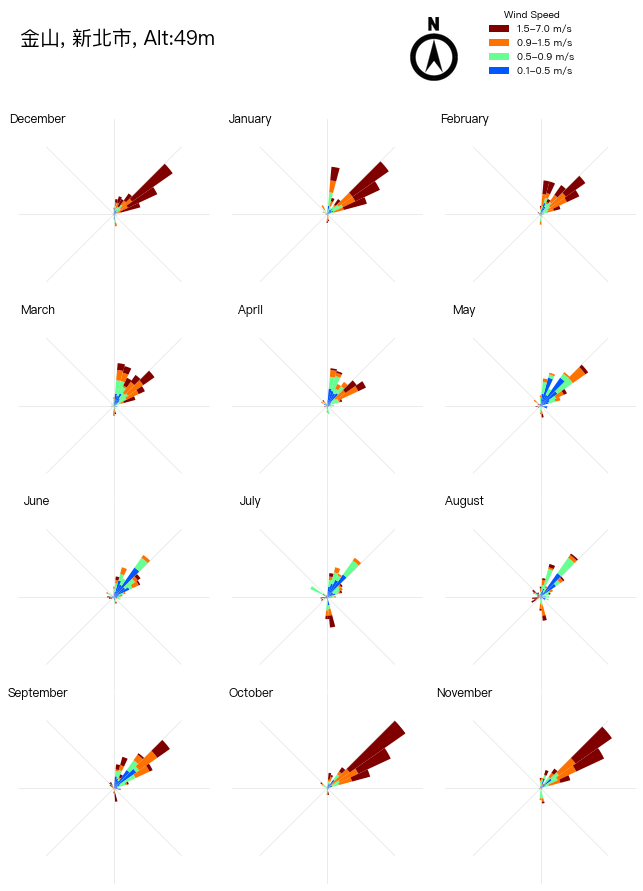 金山, 新北市, Alt:49m
N
Wind Speed
1.5–7.0 m/s
0.9–1.5 m/s
0.5–0.9 m/s
0.1–0.5 m/s
December
January
February
March
April
May
June
July
August
September
October
November